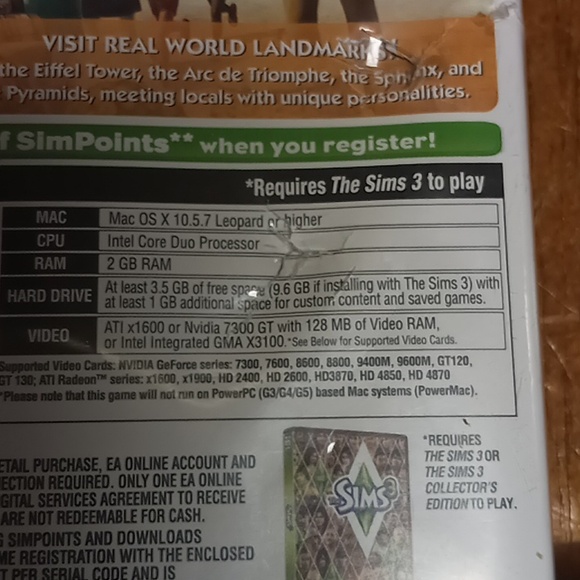 VISIT REAL WORLD LANDMARKS!
the Eiffel Tower, the Arc de Triomphe, the Sphinx, and
Pyramids, meeting locals with unique personalities.
f SimPoints** when you register!
*Requires The Sims 3 to play
MAC Mac OS X 10.5.7 Leopard or higher
CPU Intel Core Duo Processor
RAM 2 GB RAM
HARD DRIVE At least 3.5 GB of free space (9.6 GB if installing with The Sims 3) with
at least 1 GB additional space for custom content and saved games.
VIDEO ATI x1600 or Nvidia 7300 GT with 128 MB of Video RAM,
or Intel Integrated GMA X3100. *See Below for Supported Video Cards.
Supported Video Cards: NVIDIA GeForce series: 7300, 7600, 8600, 8800, 9400M, 9600M, GT120,
GT 130; ATI Radeon™ series: x1600, x1900, HD 2400, HD 2600, HD3870, HD 4850, HD 4870
*Please note that this game will not run on PowerPC (G3/G4/G5) based Mac systems (PowerMac).
ETAIL PURCHASE, EA ONLINE ACCOUNT AND
ECTION REQUIRED. ONLY ONE EA ONLINE
GITAL SERVICES AGREEMENT TO RECEIVE
ARE NOT REDEEMABLE FOR CASH.
G SIMPOINTS AND DOWNLOADS
ME REGISTRATION WITH THE ENCLOSED
T PER SERIAL CODE AND IS
THE SIMS 3
*REQUIRES
THE SIMS 3 OR
THE SIMS 3
COLLECTOR'S
EDITION TO PLAY.